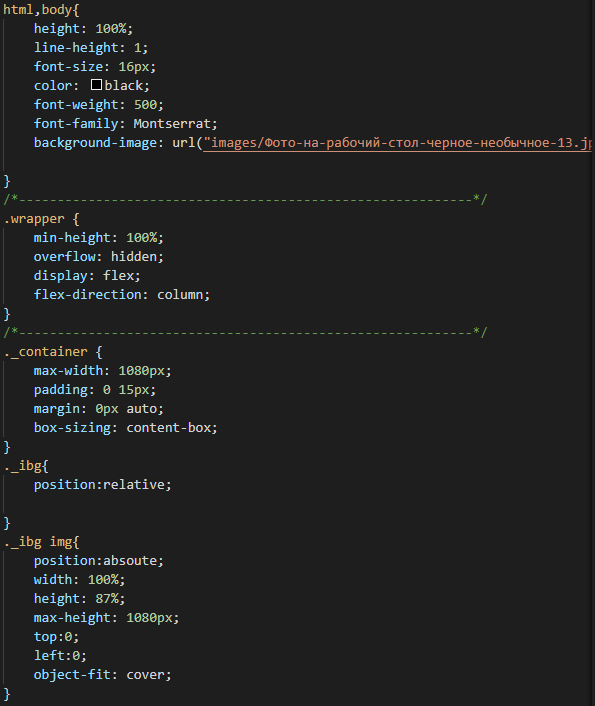 html,body{
height: 100%;
line-height: 1;
font-size: 16px;
color: black;
font-weight: 500;
font-family: Montserrat;
background-image: url("images/Фото-на-рабочий-стол-черное-необычное-13.jp
}
/*-----------------------------------------------------------*/
.wrapper {
min-height: 100%;
overflow: hidden;
display: flex;
flex-direction: column;
}
/*-----------------------------------------------------------*/
._container {
max-width: 1080px;
padding: 0 15px;
margin: 0px auto;
box-sizing: content-box;
}
._ibg{
position:relative;
}
._ibg img{
position:absoute;
width: 100%;
height: 87%;
max-height: 1080px;
top:0;
left:0;
object-fit: cover;
}